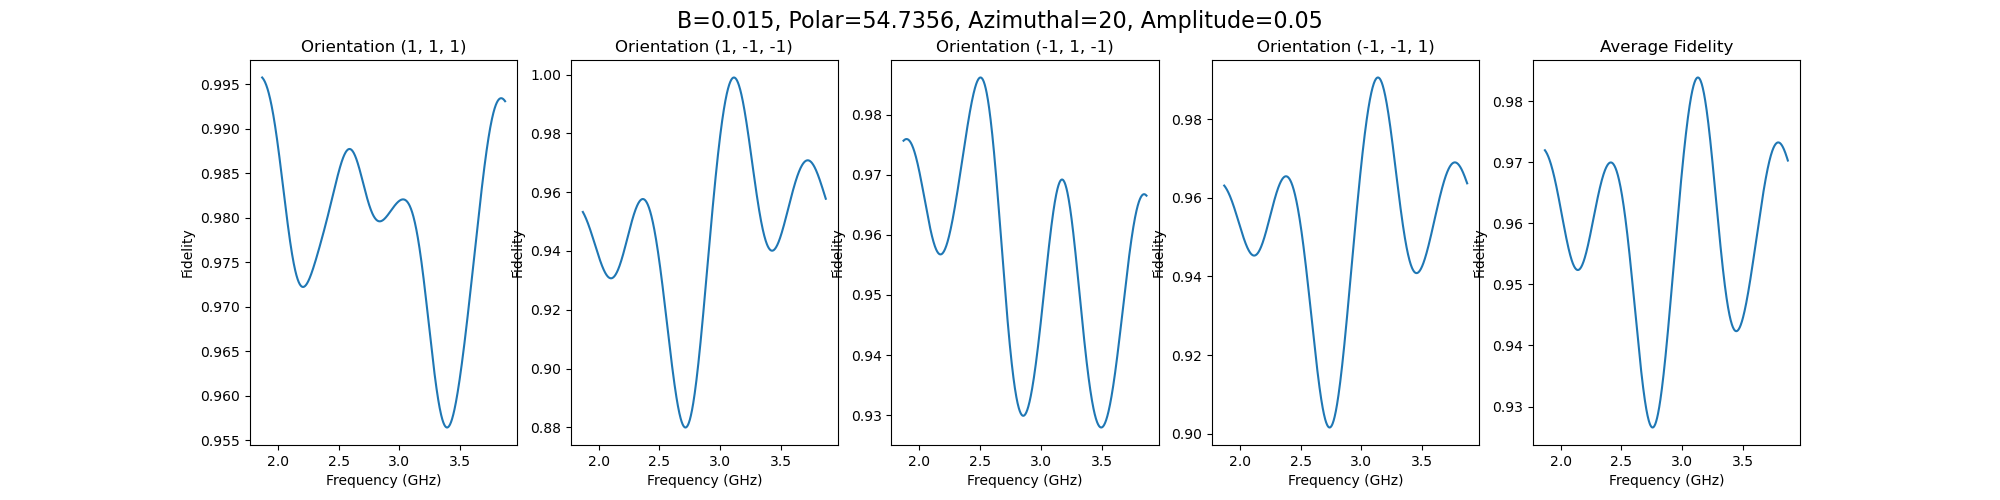 B=0.015, Polar=54.7356, Azimuthal=20, Amplitude=0.05
Orientation (1, 1, 1)
0.995
0.990
0.985
0.980
0.975
0.970
0.965
0.960
0.955
Fidelity
2.0 2.5 3.0 3.5
Frequency (GHz)
Orientation (1, -1, -1)
1.00
0.98
0.96
0.94
0.92
0.90
0.88
Fidelity
2.0 2.5 3.0 3.5
Frequency (GHz)
Orientation (-1, 1, -1)
0.98
0.97
0.96
0.95
0.94
0.93
Fidelity
2.0 2.5 3.0 3.5
Frequency (GHz)
Orientation (-1, -1, 1)
0.98
0.96
0.94
0.92
0.90
Fidelity
2.0 2.5 3.0 3.5
Frequency (GHz)
Average Fidelity
0.98
0.97
0.96
0.95
0.94
0.93
Fidelity
2.0 2.5 3.0 3.5
Frequency (GHz)